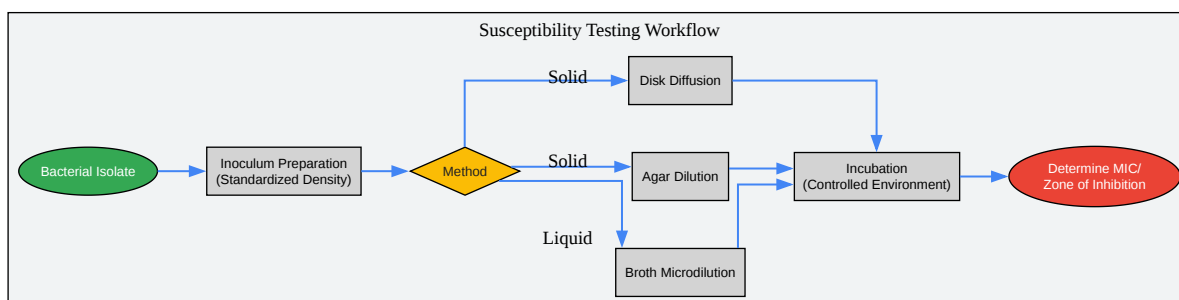 Susceptibility Testing Workflow
Solid
Disk Diffusion
Bacterial Isolate
Inoculum Preparation
(Standardized Density)
Method
Solid
Agar Dilution
Incubation
(Controlled Environment)
Determine MIC/
Zone of Inhibition
Liquid
Broth Microdilution